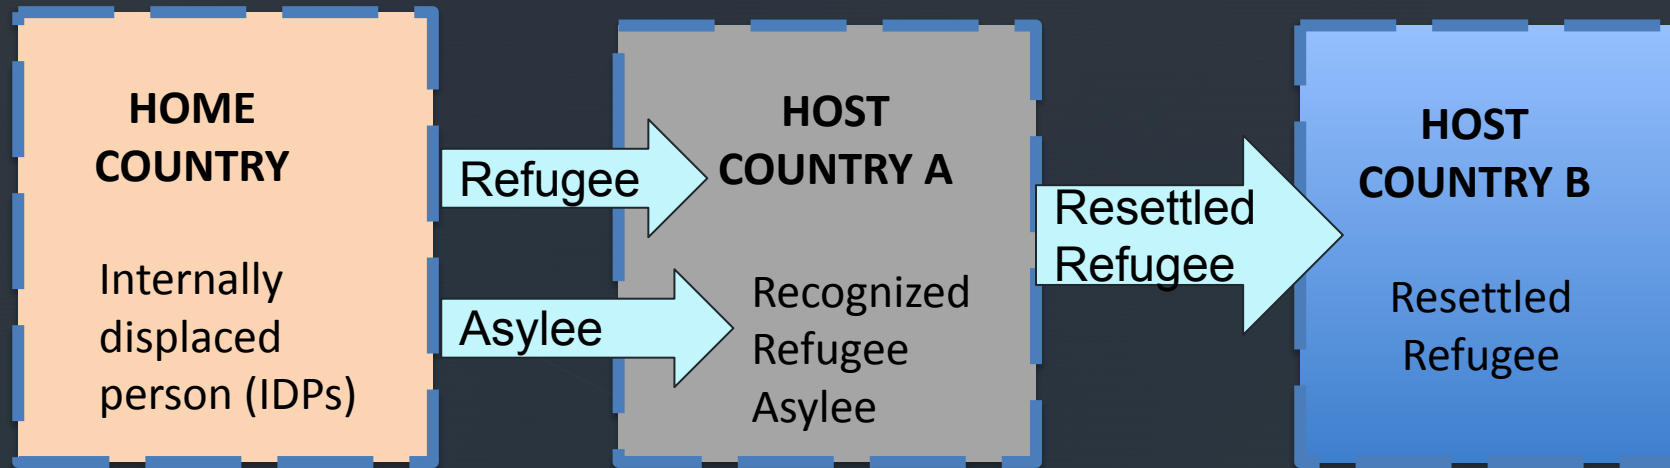 HOME
COUNTRY
Internally
displaced
person (IDPs)
Refugee
Asylee
HOST
COUNTRY A
Recognized
Refugee
Asylee
Resettled
Refugee
HOST
COUNTRY B
Resettled
Refugee